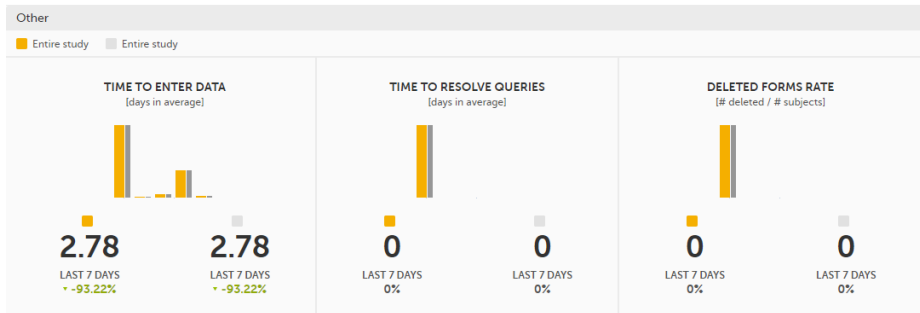 Other
Entire study Entire study
TIME TO ENTER DATA
[days in average]
2.78 2.78
LAST 7 DAYS LAST 7 DAYS
▼ -93.22% ▼ -93.22%
TIME TO RESOLVE QUERIES
[days in average]
0 0
LAST 7 DAYS LAST 7 DAYS
0% 0%
DELETED FORMS RATE
[# deleted / # subjects]
0 0
LAST 7 DAYS LAST 7 DAYS
0% 0%